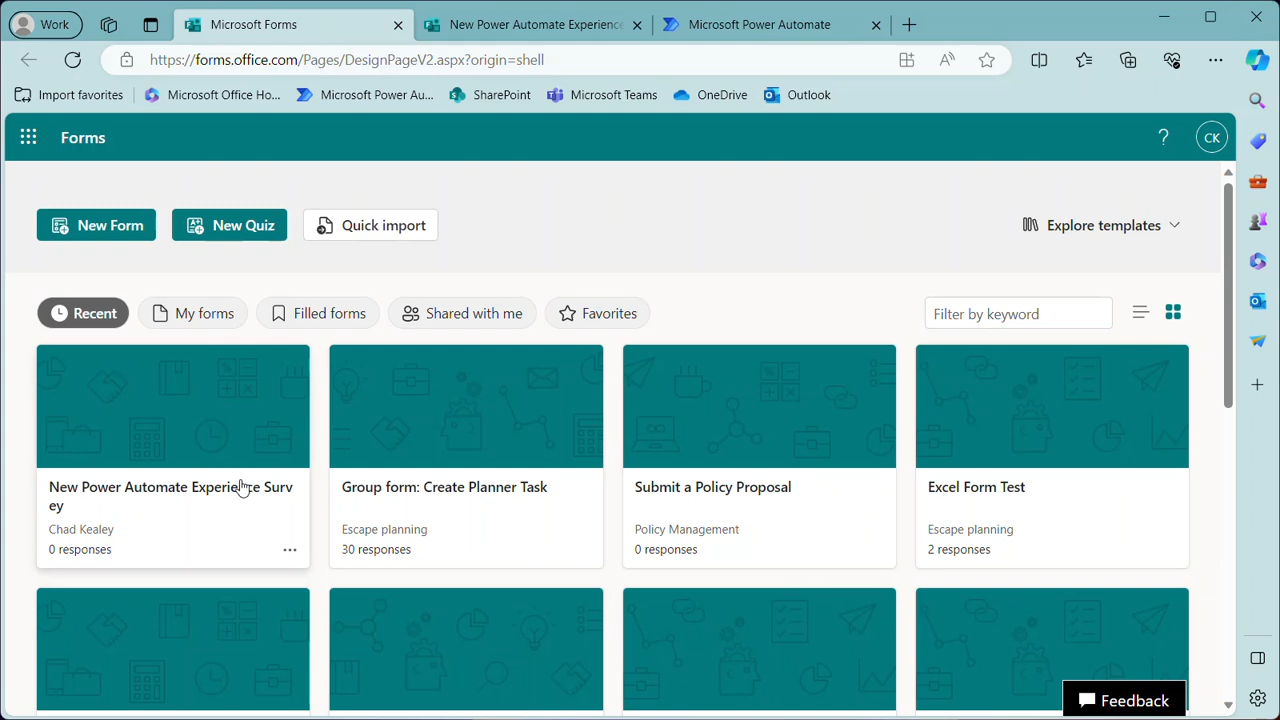 Work
Microsoft Forms
New Power Automate Experience
Microsoft Power Automate
https://forms.office.com/Pages/DesignPageV2.aspx?origin=shell
Import favorites
Microsoft Office Ho...
Microsoft Power Au...
SharePoint
Microsoft Teams
OneDrive
Outlook
Forms
?
CK
New Form
New Quiz
Quick import
Explore templates
Recent
My forms
Filled forms
Shared with me
Favorites
Filter by keyword
New Power Automate Experience Surv
ey
Chad Kealey
0 responses
Group form: Create Planner Task
Escape planning
30 responses
Submit a Policy Proposal
Policy Management
0 responses
Excel Form Test
Escape planning
2 responses
Feedback